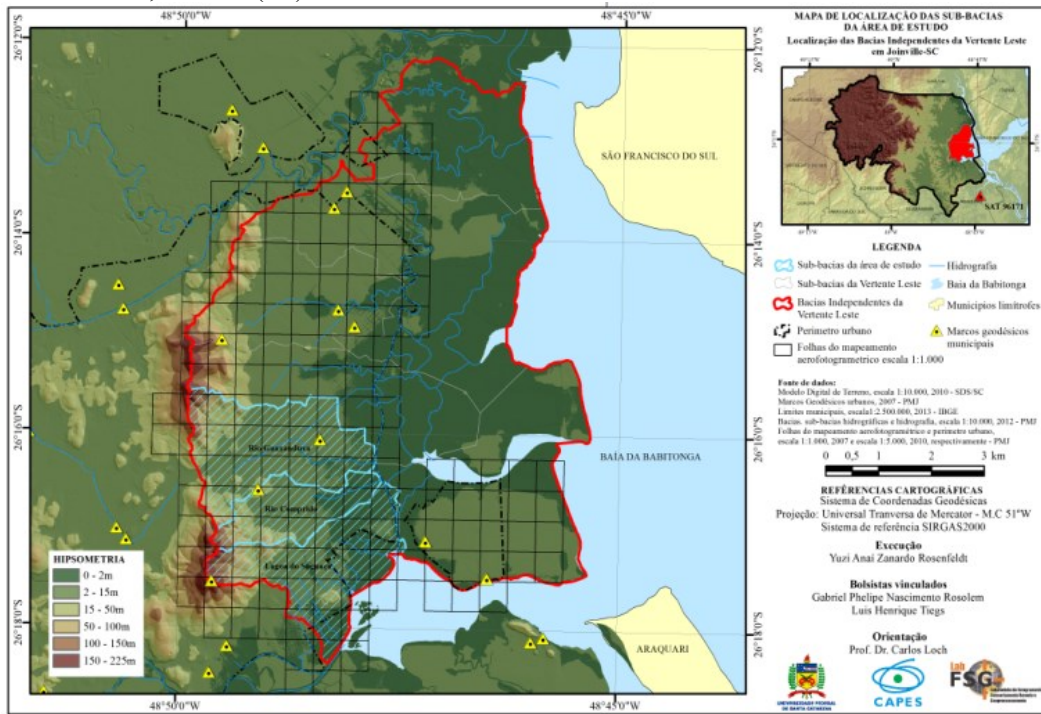 48°50'0"W
48°45'0"W
26°12'0"S
26°12'0"S
26°14'0"S
26°14'0"S
26°16'0"S
26°16'0"S
26°18'0"S
26°18'0"S
48°50'0"W
48°45'0"W
SÃO FRANCISCO DO SUL
BAÍA DA BABITONGA
ARAQUARI
Rio Comprido
HIPSOMETRIA
0 - 2m
2 - 15m
15 - 50m
50 - 100m
100 - 150m
150 - 225m
MAPA DE LOCALIZAÇÃO DAS SUB-BACIAS
DA ÁREA DE ESTUDO
Localização das Bacias Independentes da Vertente Leste
em Joinville-SC
SAT 96171
LEGENDA
Sub-bacias da área de estudo
Sub-bacias da Vertente Leste
Bacias Independentes da
Vertente Leste
Perímetro urbano
Folhas do mapeamento
aerofotogrametrico escala 1:1.000
Hidrografia
Baía da Babitonga
Municípios limítrofes
Marcos geodésicos
municipais
Fonte de dados:
Modelo Digital de Terreno, escala 1:10.000, 2010 - SDS/SC
Marcos Geodésicos urbanos, 2007 - PMJ
Limites municipais, escala1:2.500.000, 2013 - IBGE
Bacias, sub-bacias hidrográficas e hidrografia, escala 1:10.000, 2012 - PMJ
Folhas do mapeamento aerofotogramétrico e perímetro urbano,
escala 1:1.000, 2007 e escala 1:5.000, 2010, respectivamente - PMJ
0 0,5 1 2 3
km
REFÊRENCIAS CARTOGRÁFICAS
Sistema de Coordenadas Geodésicas
Projeção: Universal Tranversa de Mercator - M.C 51°W
Sistema de referência SIRGAS2000
Execução
Yuzi Anaí Zanardo Rosenfeldt
Bolsistas vinculados
Gabriel Phelipe Nascimento Rosolem
Luis Henrique Tiegs
Orientação
Prof. Dr. Carlos Loch
UNIVERSIDADE FEDERAL
DE SANTA CATARINA
CAPES
Lab
FSG